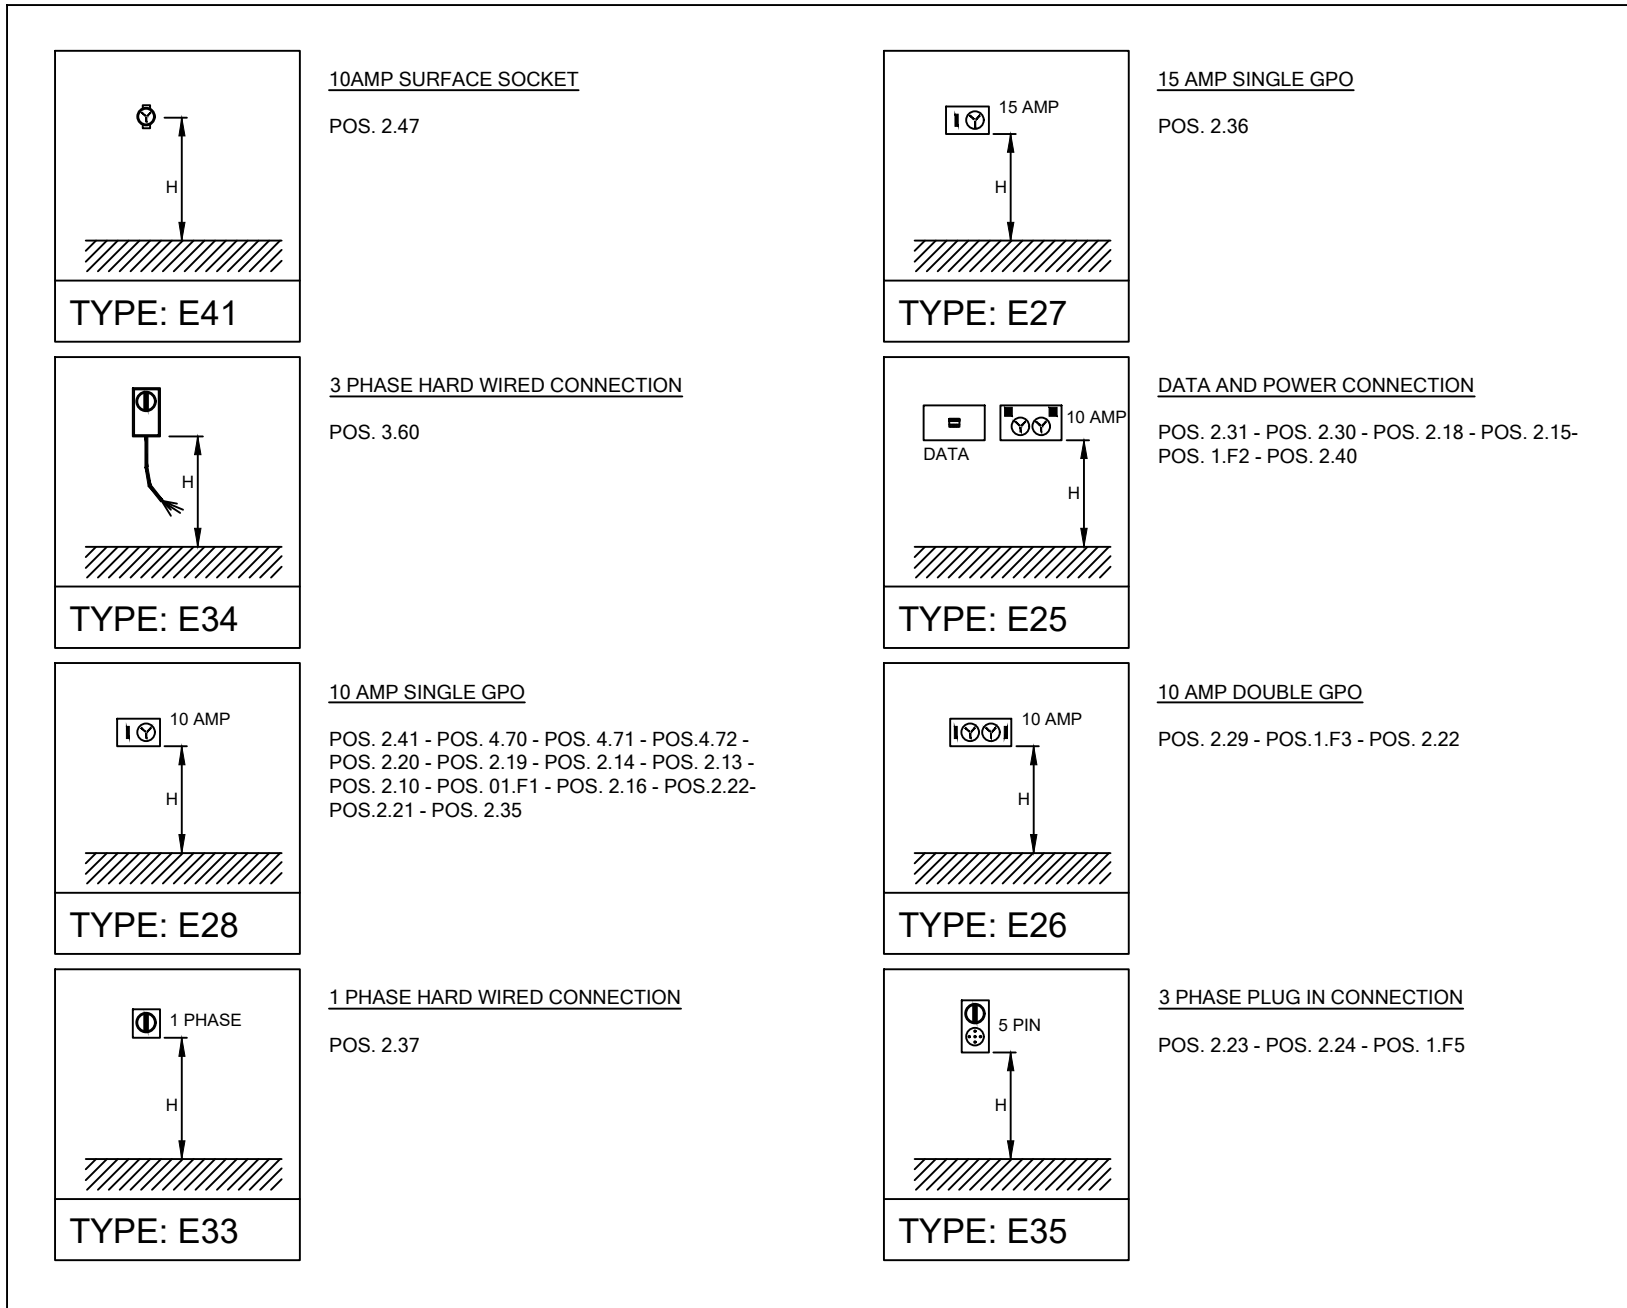 10AMP SURFACE SOCKET
POS. 2.47
H
TYPE: E41
15 AMP SINGLE GPO
POS. 2.36
15 AMP
H
TYPE: E27
3 PHASE HARD WIRED CONNECTION
POS. 3.60
H
TYPE: E34
DATA AND POWER CONNECTION
POS. 2.31 - POS. 2.30 - POS. 2.18 - POS. 2.15-
POS. 1.F2 - POS. 2.40
10 AMP
DATA
H
TYPE: E25
10 AMP SINGLE GPO
POS. 2.41 - POS. 4.70 - POS. 4.71 - POS.4.72 -
POS. 2.20 - POS. 2.19 - POS. 2.14 - POS. 2.13 -
POS. 2.10 - POS. 01.F1 - POS. 2.16 - POS.2.22-
POS.2.21 - POS. 2.35
10 AMP
H
TYPE: E28
10 AMP DOUBLE GPO
POS. 2.29 - POS.1.F3 - POS. 2.22
10 AMP
H
TYPE: E26
1 PHASE HARD WIRED CONNECTION
POS. 2.37
1 PHASE
H
TYPE: E33
3 PHASE PLUG IN CONNECTION
POS. 2.23 - POS. 2.24 - POS. 1.F5
5 PIN
H
TYPE: E35